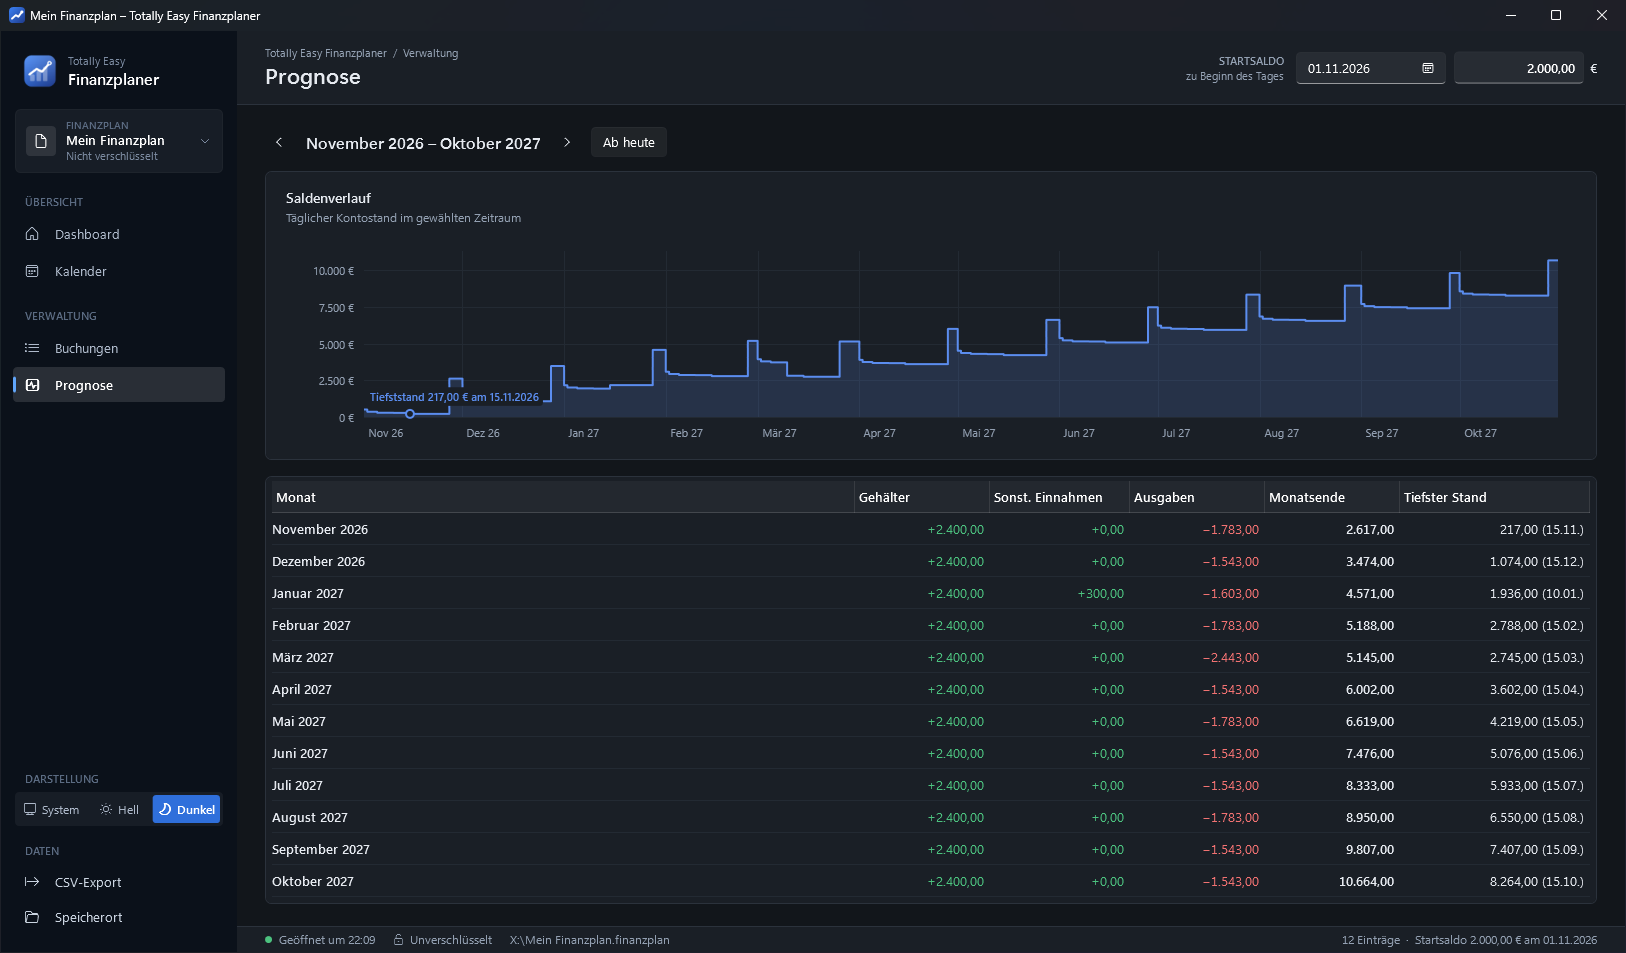 Mein Finanzplan – Totally Easy Finanzplaner
Totally Easy
Finanzplaner
FINANZPLAN
Mein Finanzplan
Nicht verschlüsselt
ÜBERSICHT
Dashboard
Kalender
VERWALTUNG
Buchungen
Prognose
DARSTELLUNG
System Hell Dunkel
DATEN
CSV-Export
Speicherort
Totally Easy Finanzplaner / Verwaltung
Prognose
STARTSALDO
zu Beginn des Tages
01.11.2026
2.000,00 €
November 2026 – Oktober 2027
Ab heute
Saldenverlauf
Täglicher Kontostand im gewählten Zeitraum
10.000 €
7.500 €
5.000 €
2.500 €
0 €
Tiefststand 217,00 € am 15.11.2026
Nov 26 Dez 26 Jan 27 Feb 27 Mär 27 Apr 27 Mai 27 Jun 27 Jul 27 Aug 27 Sep 27 Okt 27
Monat Gehälter Sonst. Einnahmen Ausgaben Monatsende Tiefster Stand
November 2026 +2.400,00 +0,00 −1.783,00 2.617,00 217,00 (15.11.)
Dezember 2026 +2.400,00 +0,00 −1.543,00 3.474,00 1.074,00 (15.12.)
Januar 2027 +2.400,00 +300,00 −1.603,00 4.571,00 1.936,00 (10.01.)
Februar 2027 +2.400,00 +0,00 −1.783,00 5.188,00 2.788,00 (15.02.)
März 2027 +2.400,00 +0,00 −2.443,00 5.145,00 2.745,00 (15.03.)
April 2027 +2.400,00 +0,00 −1.543,00 6.002,00 3.602,00 (15.04.)
Mai 2027 +2.400,00 +0,00 −1.783,00 6.619,00 4.219,00 (15.05.)
Juni 2027 +2.400,00 +0,00 −1.543,00 7.476,00 5.076,00 (15.06.)
Juli 2027 +2.400,00 +0,00 −1.543,00 8.333,00 5.933,00 (15.07.)
August 2027 +2.400,00 +0,00 −1.783,00 8.950,00 6.550,00 (15.08.)
September 2027 +2.400,00 +0,00 −1.543,00 9.807,00 7.407,00 (15.09.)
Oktober 2027 +2.400,00 +0,00 −1.543,00 10.664,00 8.264,00 (15.10.)
Geöffnet um 22:09 Unverschlüsselt X:\Mein Finanzplan.finanzplan
12 Einträge · Startsaldo 2.000,00 € am 01.11.2026